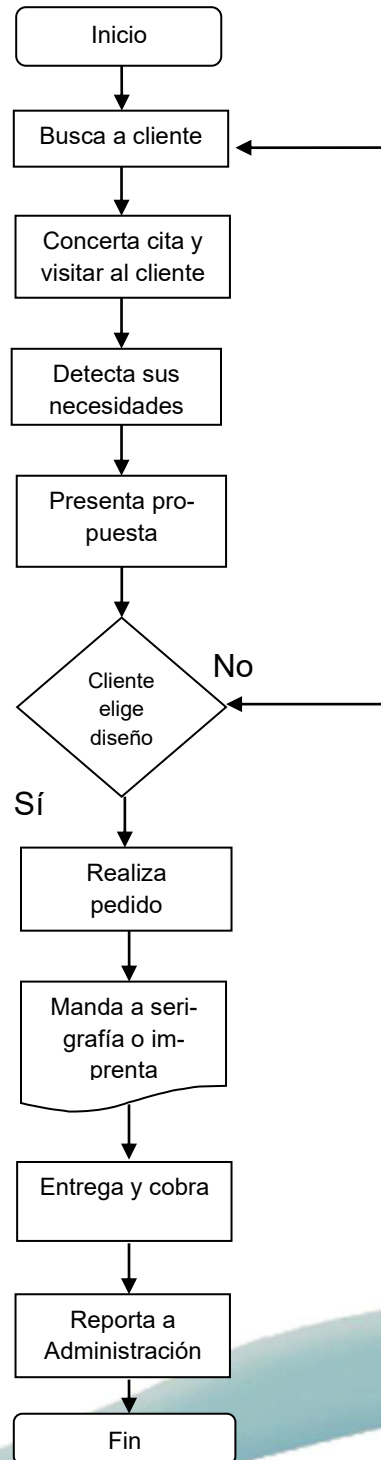 Inicio
Busca a cliente
Concerta cita y
visitar al cliente
Detecta sus
necesidades
Presenta pro-
puesta
Cliente
elige
diseño
No
Sí
Realiza
pedido
Manda a seri-
grafía o im-
prenta
Entrega y cobra
Reporta a
Administración
Fin